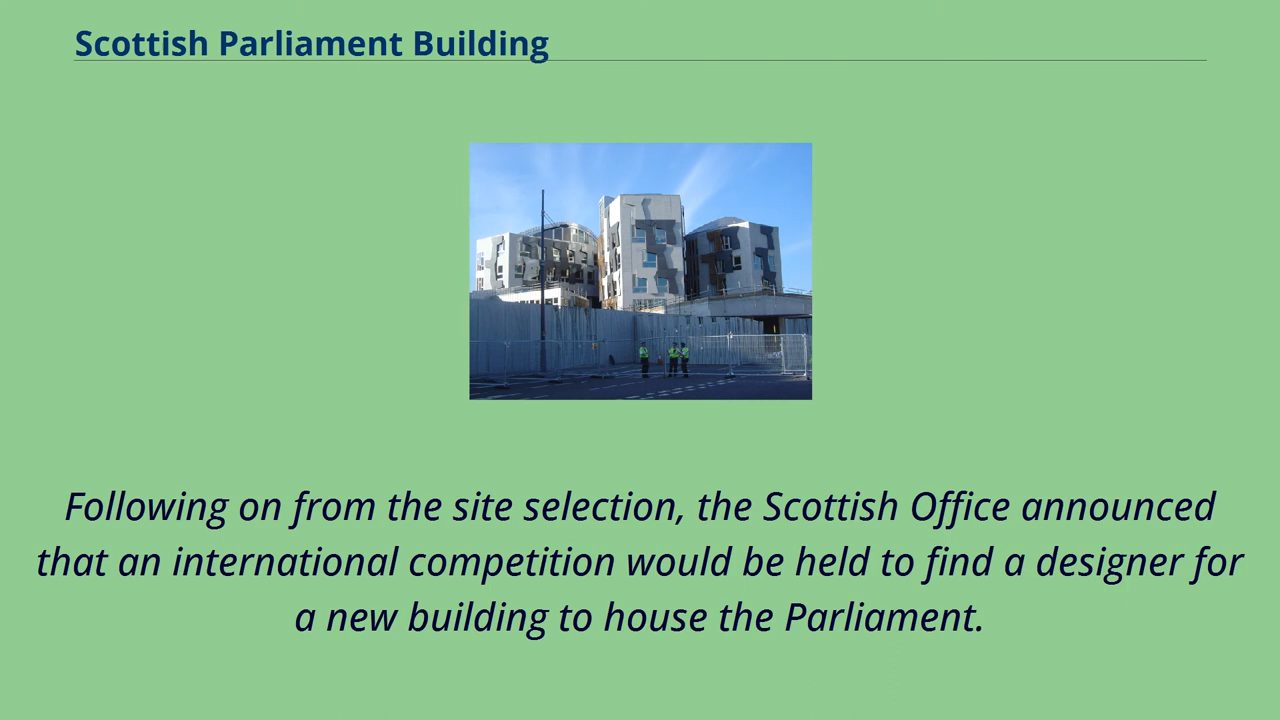 Scottish Parliament Building
Following on from the site selection, the Scottish Office announced
that an international competition would be held to find a designer for
a new building to house the Parliament.